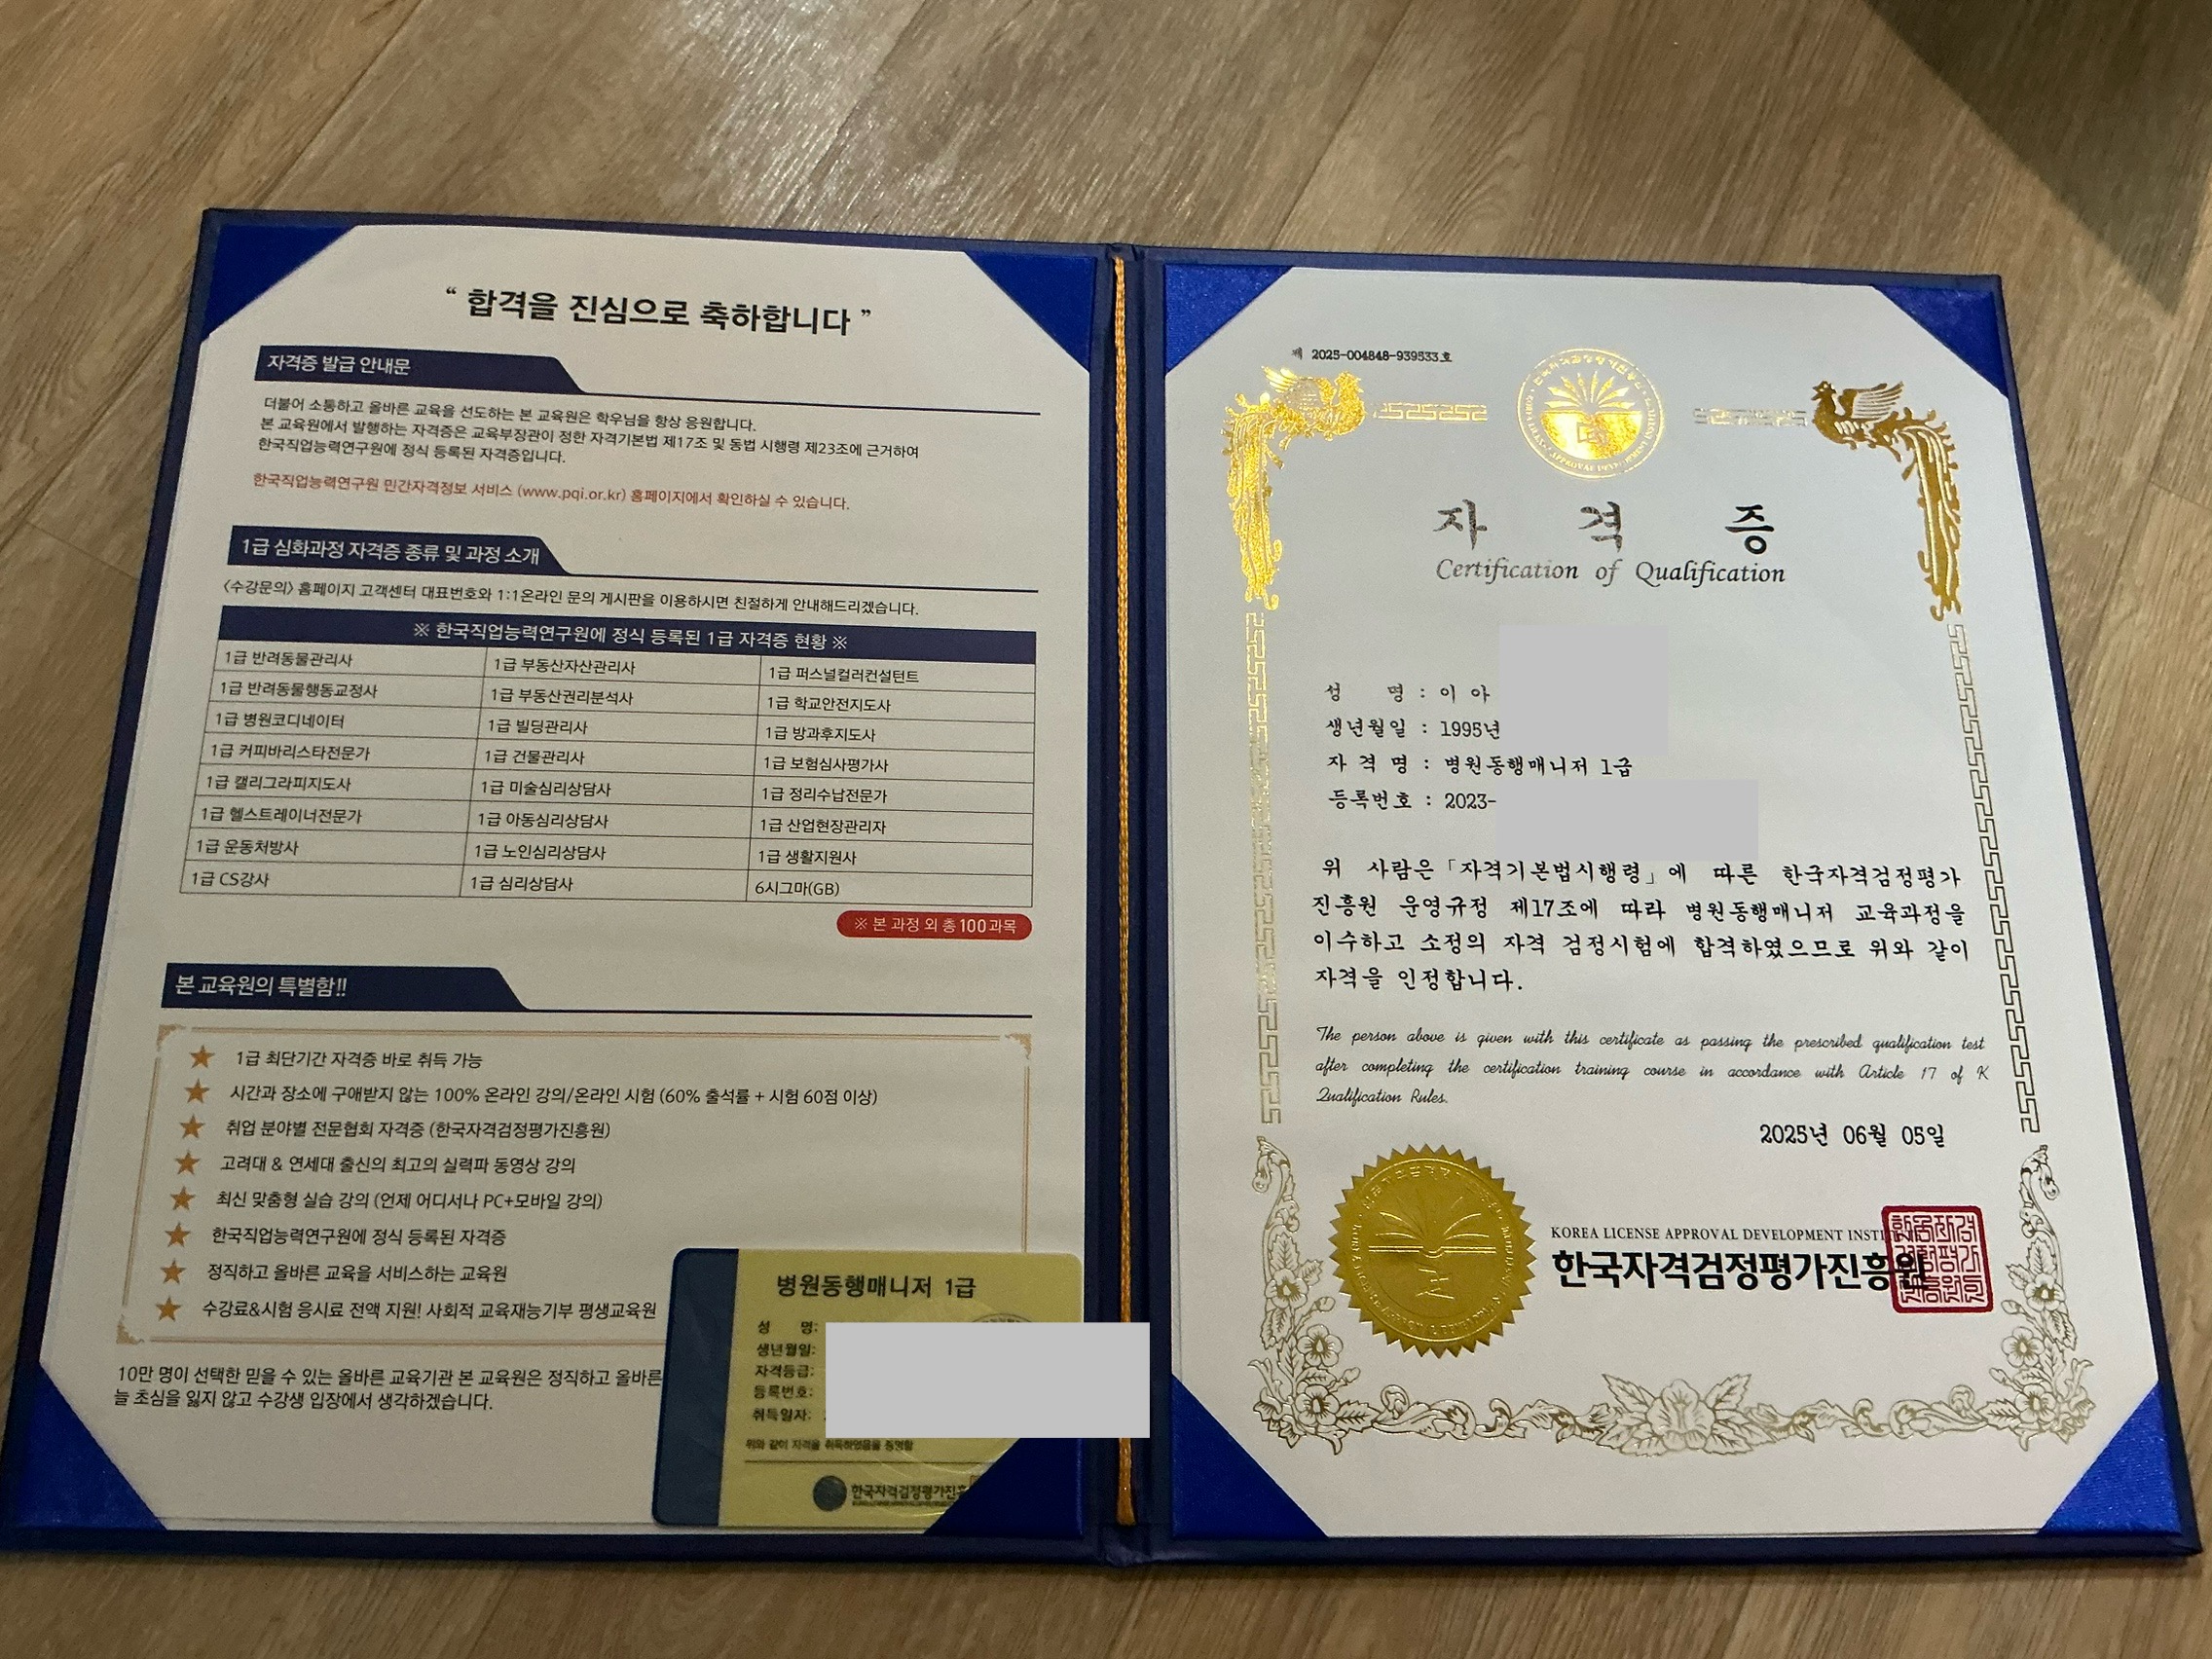 “ 합격을 진심으로 축하합니다 ”
자격증 발급 안내문
더불어 소통하고 올바른 교육을 선도하는 본 교육원은 학우님을 항상 응원합니다.
본 교육원에서 발행하는 자격증은 교육부장관이 정한 자격기본법 제17조 및 동법 시행령 제23조에 근거하여
한국직업능력연구원에 정식 등록된 자격증입니다.
한국직업능력연구원 민간자격정보 서비스 (www.pqi.or.kr) 홈페이지에서 확인하실 수 있습니다.
1급 심화과정 자격증 종류 및 과정 소개
<수강문의> 홈페이지 고객센터 대표번호와 1:1온라인 문의 게시판을 이용하시면 친절하게 안내해드리겠습니다.
※ 한국직업능력연구원에 정식 등록된 1급 자격증 현황 ※
1급 반려동물관리사 1급 부동산자산관리사 1급 퍼스널컬러컨설턴트
1급 반려동물행동교정사 1급 부동산권리분석사 1급 학교안전지도사
1급 병원코디네이터 1급 빌딩관리사 1급 방과후지도사
1급 커피바리스타전문가 1급 건물관리사 1급 보험심사평가사
1급 캘리그라피지도사 1급 미술심리상담사 1급 정리수납전문가
1급 헬스트레이너전문가 1급 아동심리상담사 1급 산업현장관리자
1급 운동처방사 1급 노인심리상담사 1급 생활지원사
1급 CS강사 1급 심리상담사 6시그마(GB)
※ 본 과정 외 총 100과목
본 교육원의 특별함!!
★ 1급 최단기간 자격증 바로 취득 가능
★ 시간과 장소에 구애받지 않는 100% 온라인 강의/온라인 시험 (60% 출석률 + 시험 60점 이상)
★ 취업 분야별 전문협회 자격증 (한국자격검정평가진흥원)
★ 고려대 & 연세대 출신의 최고의 실력파 동영상 강의
★ 최신 맞춤형 실습 강의 (언제 어디서나 PC+모바일 강의)
★ 한국직업능력연구원에 정식 등록된 자격증
★ 정직하고 올바른 교육을 서비스하는 교육원
★ 수강료&시험 응시료 전액 지원! 사회적 교육재능기부 평생교육원
10만 명이 선택한 믿을 수 있는 올바른 교육기관 본 교육원은 정직하고 올바른
늘 초심을 잃지 않고 수강생 입장에서 생각하겠습니다.
병원동행매니저 1급
성 명:
생년월일:
자격등급:
등록번호:
취득일자:
위와 같이 자격을 취득하였음을 증명함
한국자격검정평가진흥
제 2025-004848-939533호
자 격 증
Certification of Qualification
성 명 : 이 아
생년월일 : 1995년
자 격 명 : 병원동행매니저 1급
등록번호 : 2023-
위 사람은「자격기본법시행령」에 따른 한국자격검정평가
진흥원 운영규정 제17조에 따라 병원동행매니저 교육과정을
이수하고 소정의 자격 검정시험에 합격하였으므로 위와 같이
자격을 인정합니다.
The person above is given with this certificate as passing the prescribed qualification test
after completing the certification training course in accordance with Article 17 of K
Qualification Rules.
2025년 06월 05일
KOREA LICENSE APPROVAL DEVELOPMENT INSTI
한국자격검정평가진흥원